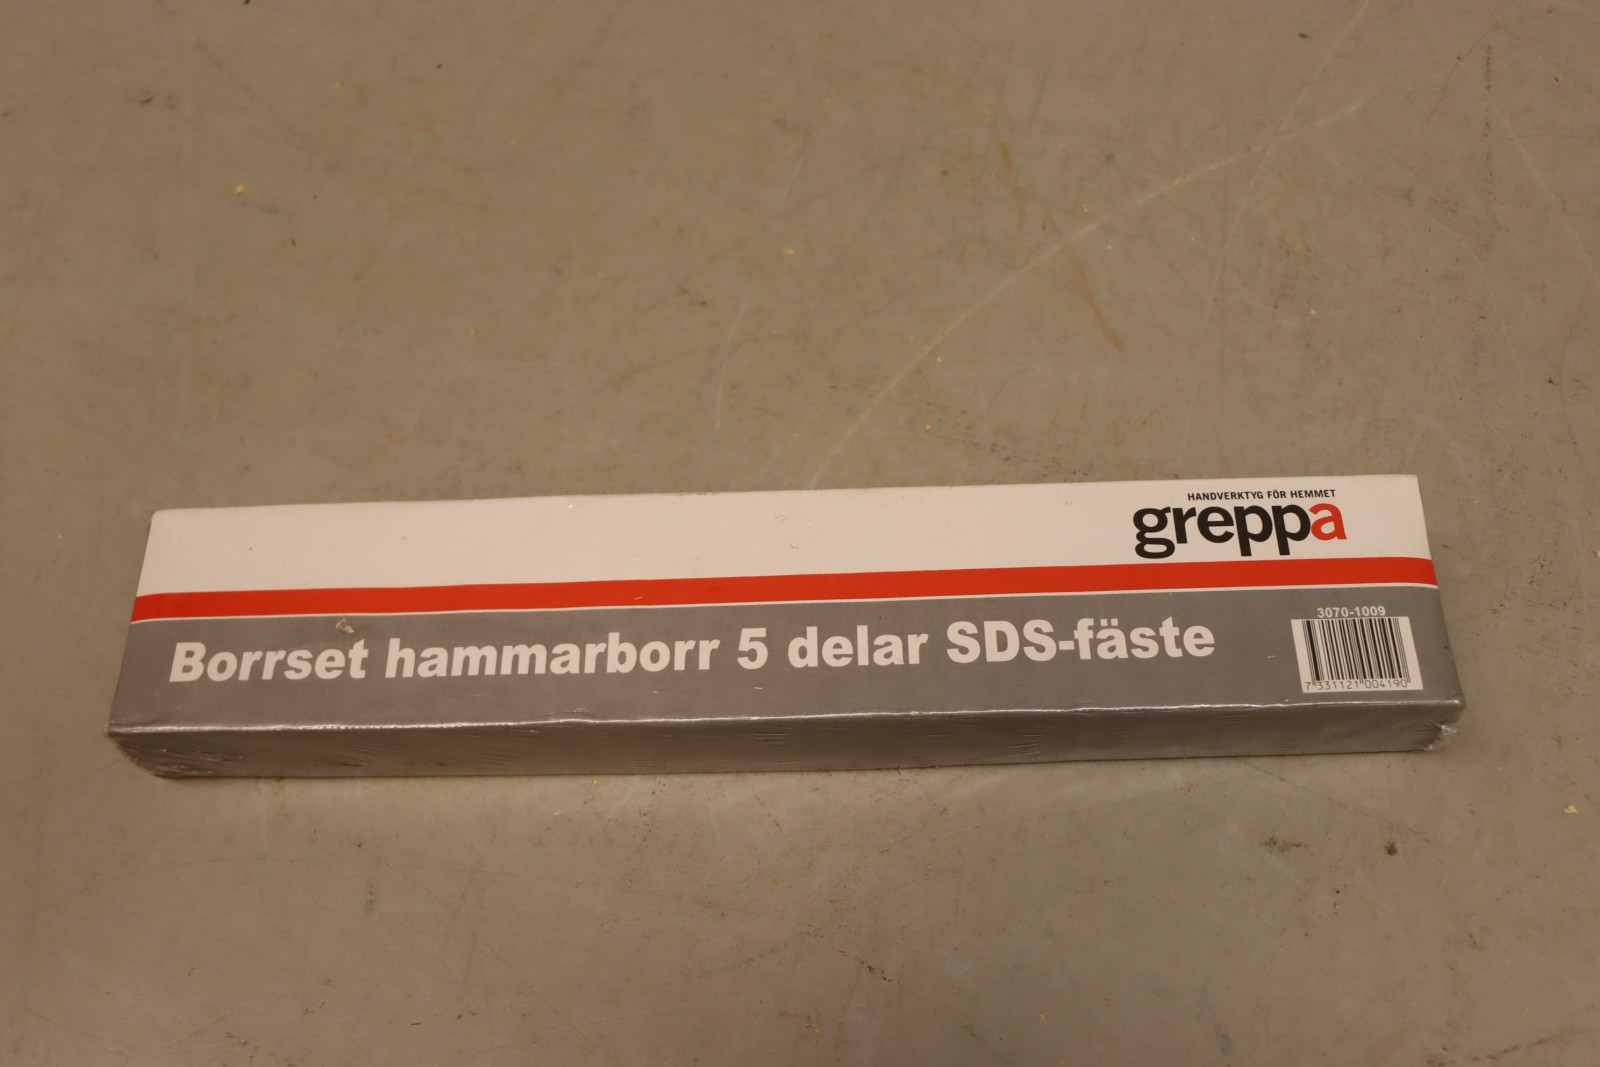 HANDVERKTYG FÖR HEMMET
greppa
3070-1009
Borrset hammarborr 5 delar SDS-fäste
7 331121 004190